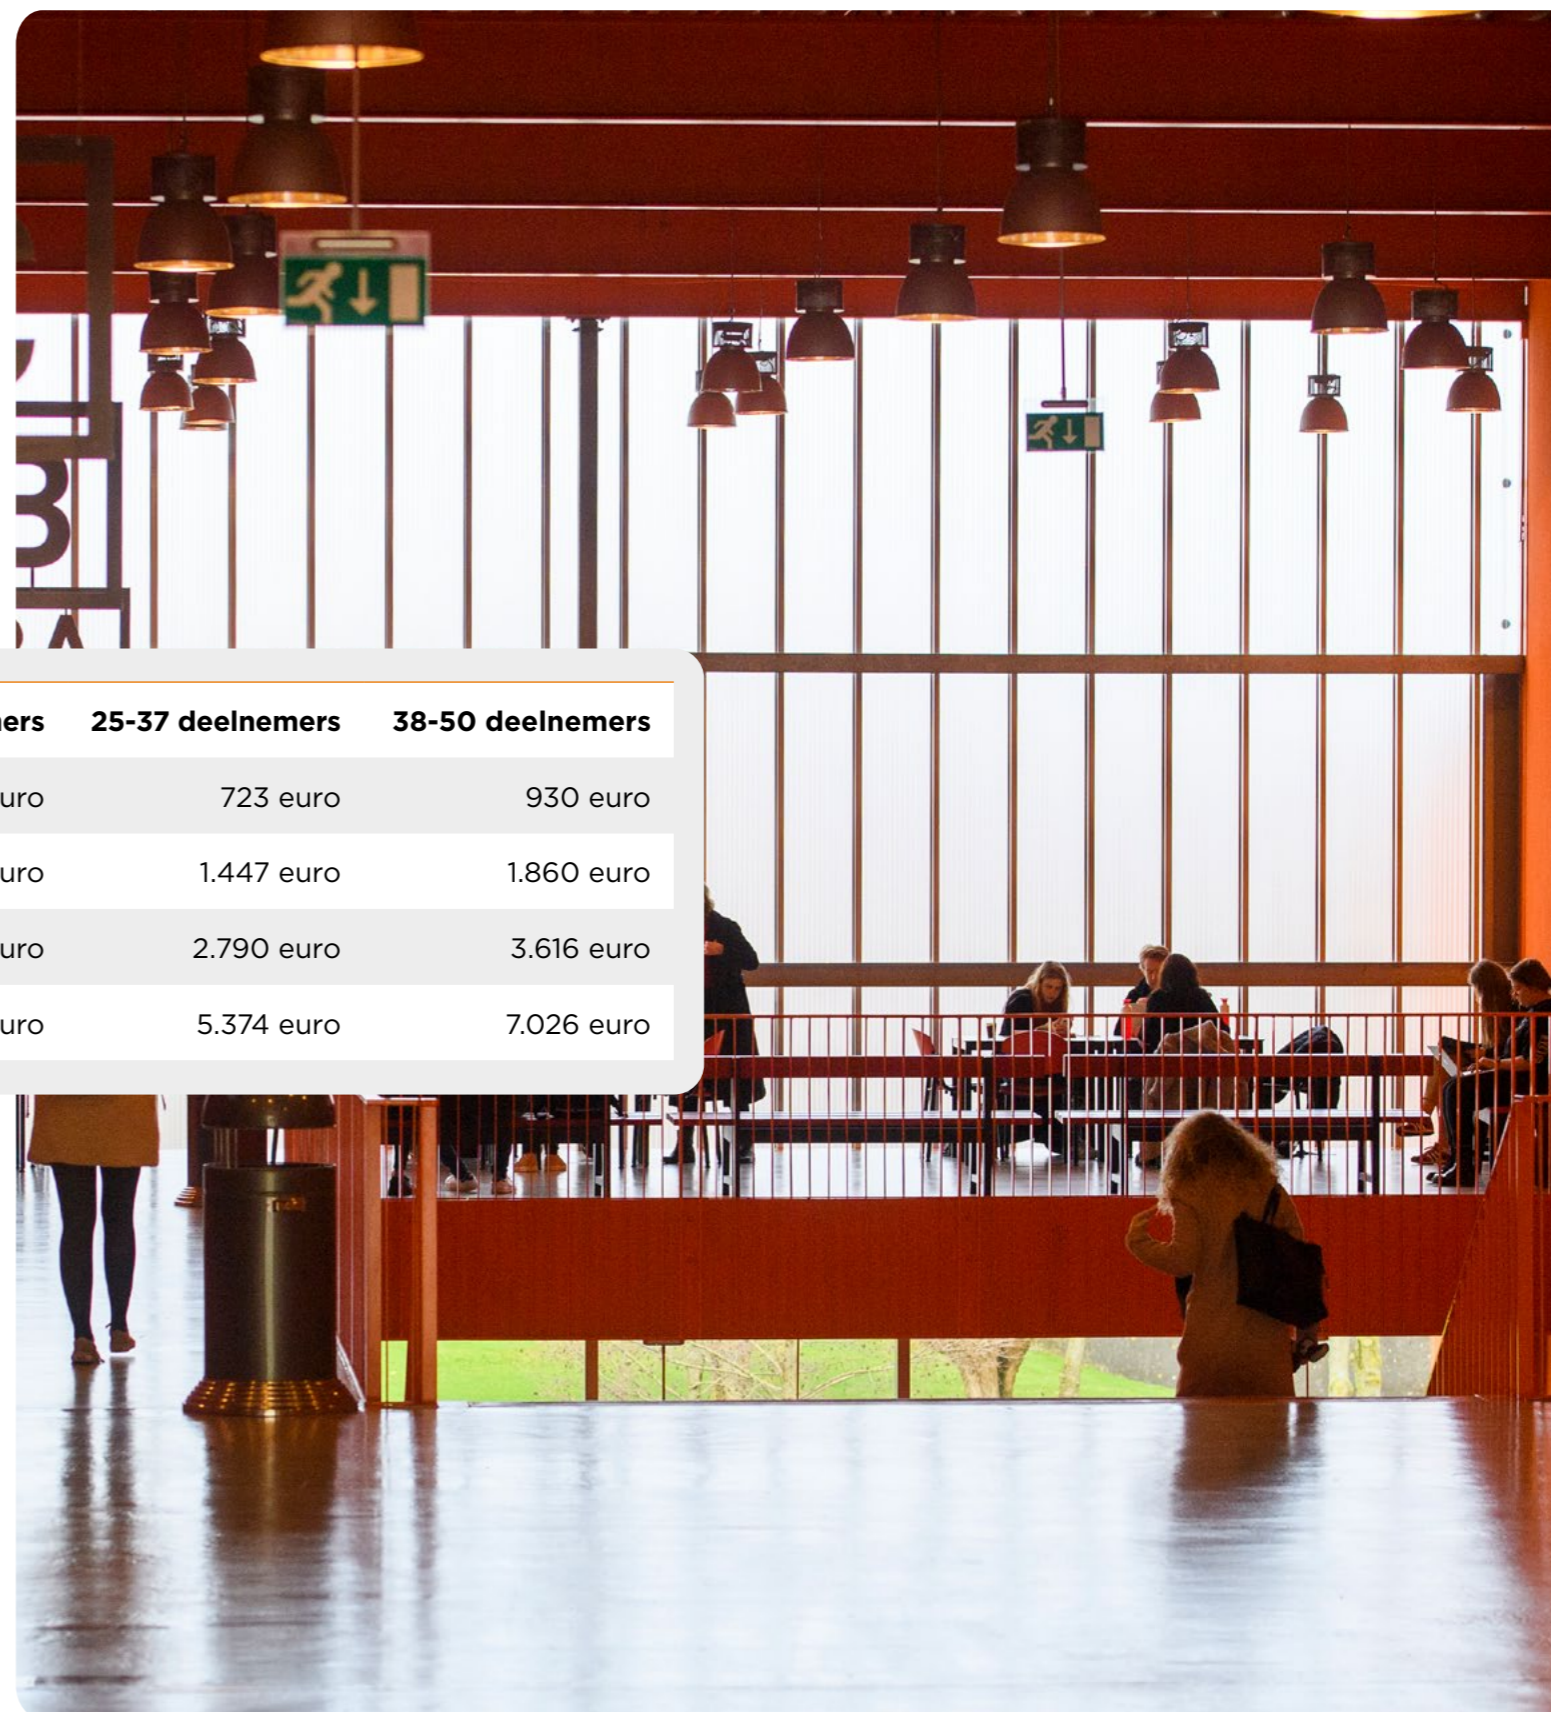 B
25-37 deelnemers 38-50 deelnemers
723 euro 930 euro
1.447 euro 1.860 euro
2.790 euro 3.616 euro
5.374 euro 7.026 euro